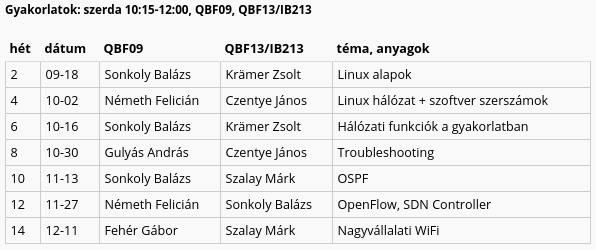 Gyakorlatok: szerda 10:15-12:00, QBF09, QBF13/IB213
hét dátum QBF09 QBF13/IB213 téma, anyagok
2 09-18 Sonkoly Balázs Krämer Zsolt Linux alapok
4 10-02 Németh Felicián Czentye János Linux hálózat + szoftver szerszámok
6 10-16 Sonkoly Balázs Krämer Zsolt Hálózati funkciók a gyakorlatban
8 10-30 Gulyás András Czentye János Troubleshooting
10 11-13 Sonkoly Balázs Szalay Márk OSPF
12 11-27 Németh Felicián Sonkoly Balázs OpenFlow, SDN Controller
14 12-11 Fehér Gábor Szalay Márk Nagyvállalati WiFi